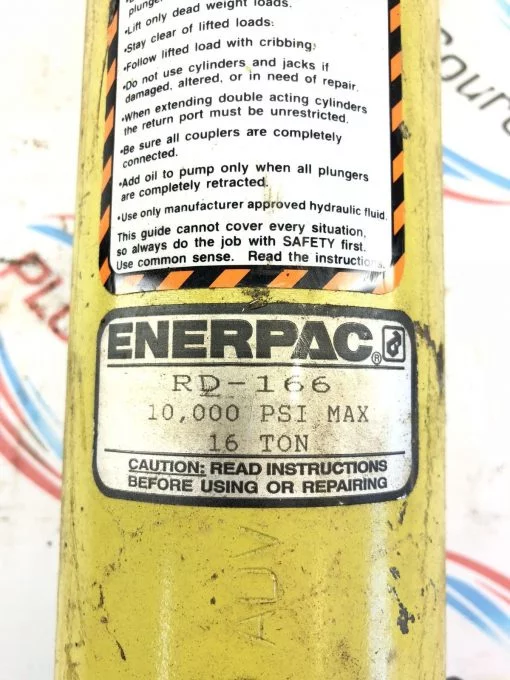 •Lift only dead weight loads.
•Stay clear of lifted loads:
•Follow lifted load with cribbing:
•Do not use cylinders and jacks if
damaged, altered, or in need of repair.
•When extending double acting cylinders
the return port must be unrestricted.
•Be sure all couplers are completely
connected.
•Add oil to pump only when all plungers
are completely retracted.
•Use only manufacturer approved hydraulic fluid.
This guide cannot cover every situation,
so always do the job with SAFETY first.
Use common sense. Read the instructions.
ENERPAC®
RD-166
10,000 PSI MAX
16 TON
CAUTION: READ INSTRUCTIONS
BEFORE USING OR REPAIRING
ADV